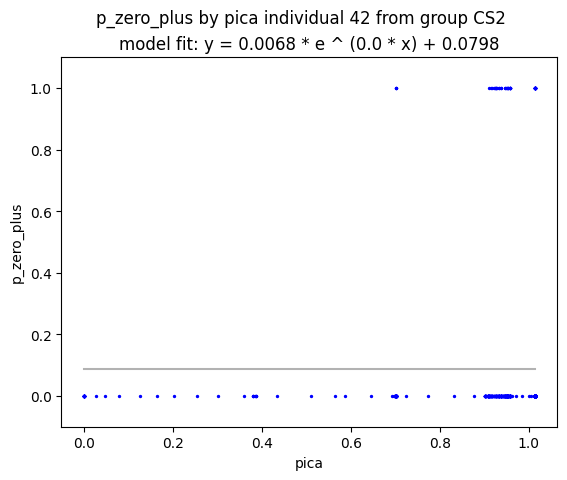 p_zero_plus by pica individual 42 from group CS2
model fit: y = 0.0068 * e ^ (0.0 * x) + 0.0798
1.0
0.8
0.6
0.4
0.2
0.0
p_zero_plus
0.0 0.2 0.4 0.6 0.8 1.0
pica